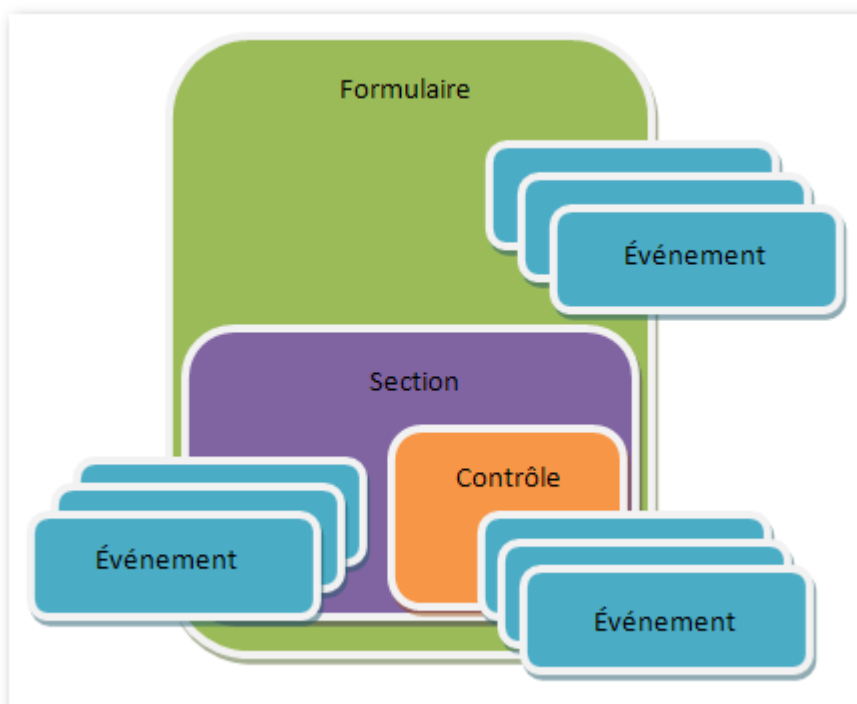 Formulaire
Événement
Section
Contrôle
Événement
Événement